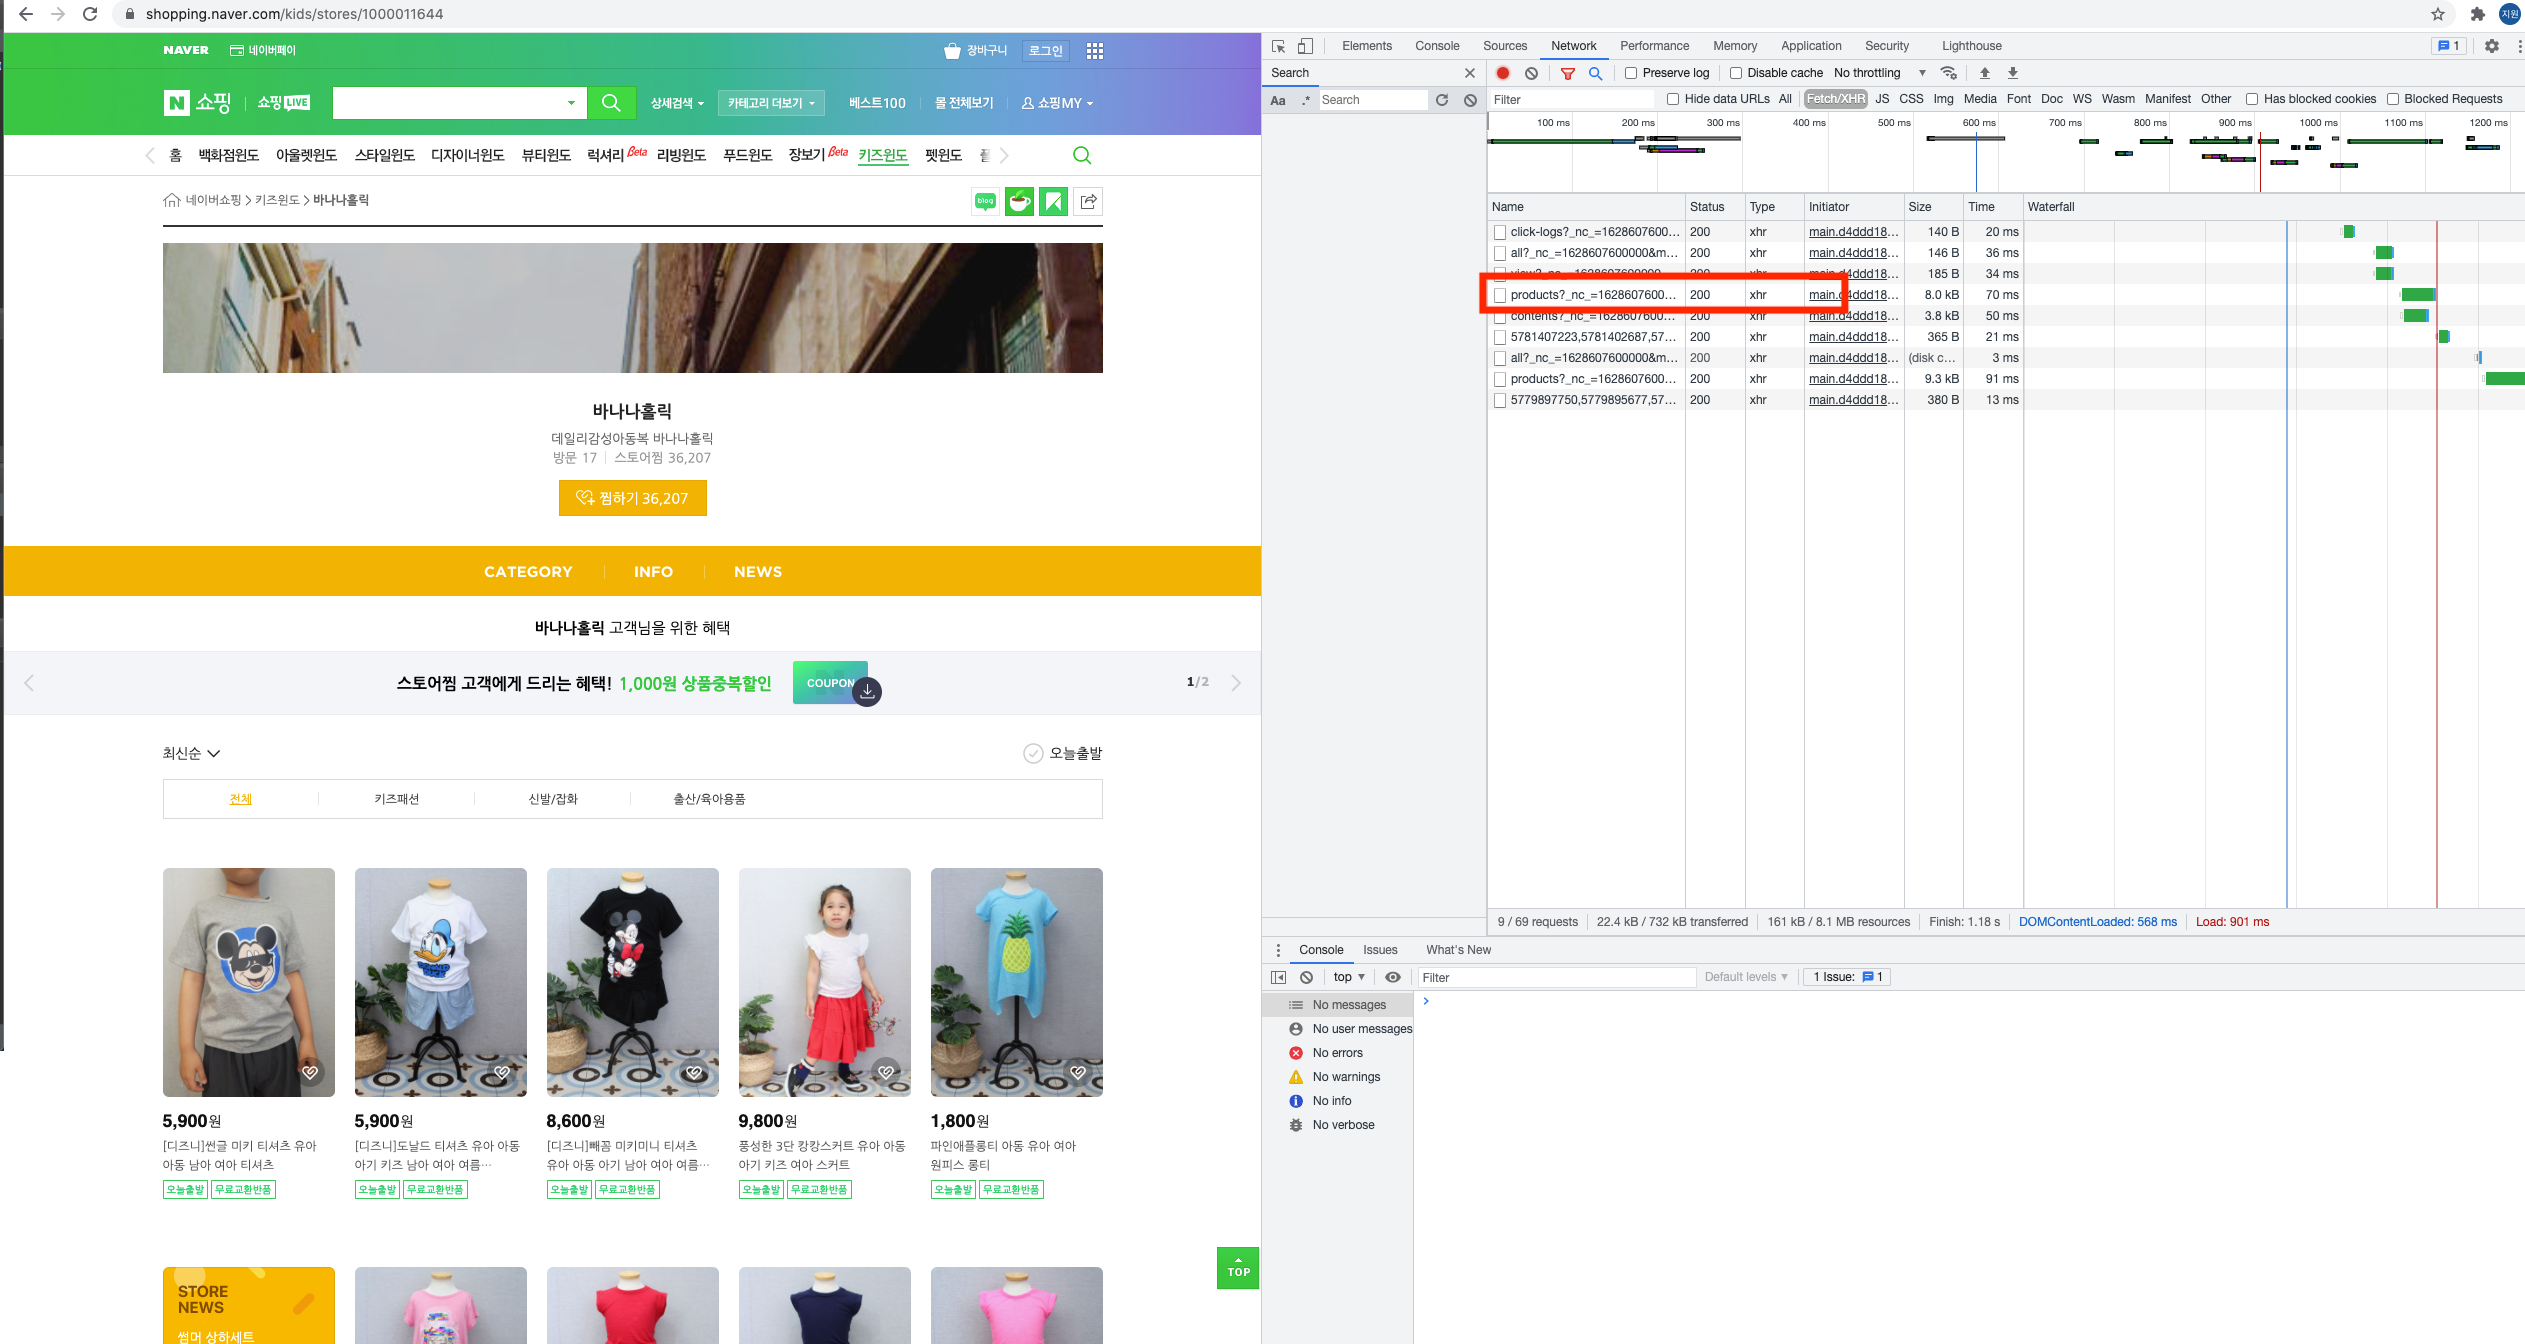 shopping.naver.com/kids/stores/1000011644
지원
NAVER 네이버페이 장바구니 로그인
N 쇼핑 쇼핑LIVE 상세검색 카테고리 더보기 베스트100 몰 전체보기 쇼핑MY
홈 백화점윈도 아울렛윈도 스타일윈도 디자이너윈도 뷰티윈도 럭셔리 Beta 리빙윈도 푸드윈도 장보기 Beta 키즈윈도 펫윈도
네이버쇼핑 > 키즈윈도 > 바나나홀릭
blog
바나나홀릭
데일리감성아동복 바나나홀릭
방문 17 스토어찜 36,207
찜하기 36,207
CATEGORY INFO NEWS
바나나홀릭 고객님을 위한 혜택
스토어찜 고객에게 드리는 혜택! 1,000원 상품중복할인 COUPON 1/2
최신순 오늘출발
전체 키즈패션 신발/잡화 출산/육아용품
5,900원
[디즈니]썬글 미키 티셔츠 유아
아동 남아 여아 티셔츠
오늘출발 무료교환반품
5,900원
[디즈니]도날드 티셔츠 유아 아동
아기 키즈 남아 여아 여름…
오늘출발 무료교환반품
8,600원
[디즈니]빼꼼 미키미니 티셔츠
유아 아동 아기 남아 여아 여름…
오늘출발 무료교환반품
9,800원
풍성한 3단 캉캉스커트 유아 아동
아기 키즈 여아 스커트
오늘출발 무료교환반품
1,800원
파인애플롱티 아동 유아 여아
원피스 롱티
오늘출발 무료교환반품
STORE
NEWS
썸머 상하세트
TOP
Elements Console Sources Network Performance Memory Application Security Lighthouse 1
Search
Preserve log Disable cache No throttling
Aa .* Search
Filter Hide data URLs All Fetch/XHR JS CSS Img Media Font Doc WS Wasm Manifest Other Has blocked cookies Blocked Requests
100 ms 200 ms 300 ms 400 ms 500 ms 600 ms 700 ms 800 ms 900 ms 1000 ms 1100 ms 1200 ms
Name Status Type Initiator Size Time Waterfall
click-logs?_nc_=1628607600... 200 xhr main.d4ddd18... 140 B 20 ms
all?_nc_=1628607600000&m... 200 xhr main.d4ddd18... 146 B 36 ms
view?_nc_=1628607600000... 200 xhr main.d4ddd18... 185 B 34 ms
products?_nc_=1628607600... 200 xhr main.d4ddd18... 8.0 kB 70 ms
contents?_nc_=1628607600... 200 xhr main.d4ddd18... 3.8 kB 50 ms
5781407223,5781402687,57... 200 xhr main.d4ddd18... 365 B 21 ms
all?_nc_=1628607600000&m... 200 xhr main.d4ddd18... (disk c... 3 ms
products?_nc_=1628607600... 200 xhr main.d4ddd18... 9.3 kB 91 ms
5779897750,5779895677,57... 200 xhr main.d4ddd18... 380 B 13 ms
9 / 69 requests 22.4 kB / 732 kB transferred 161 kB / 8.1 MB resources Finish: 1.18 s DOMContentLoaded: 568 ms Load: 901 ms
Console Issues What's New
top Filter Default levels 1 Issue: 1
No messages
No user messages
No errors
No warnings
No info
No verbose